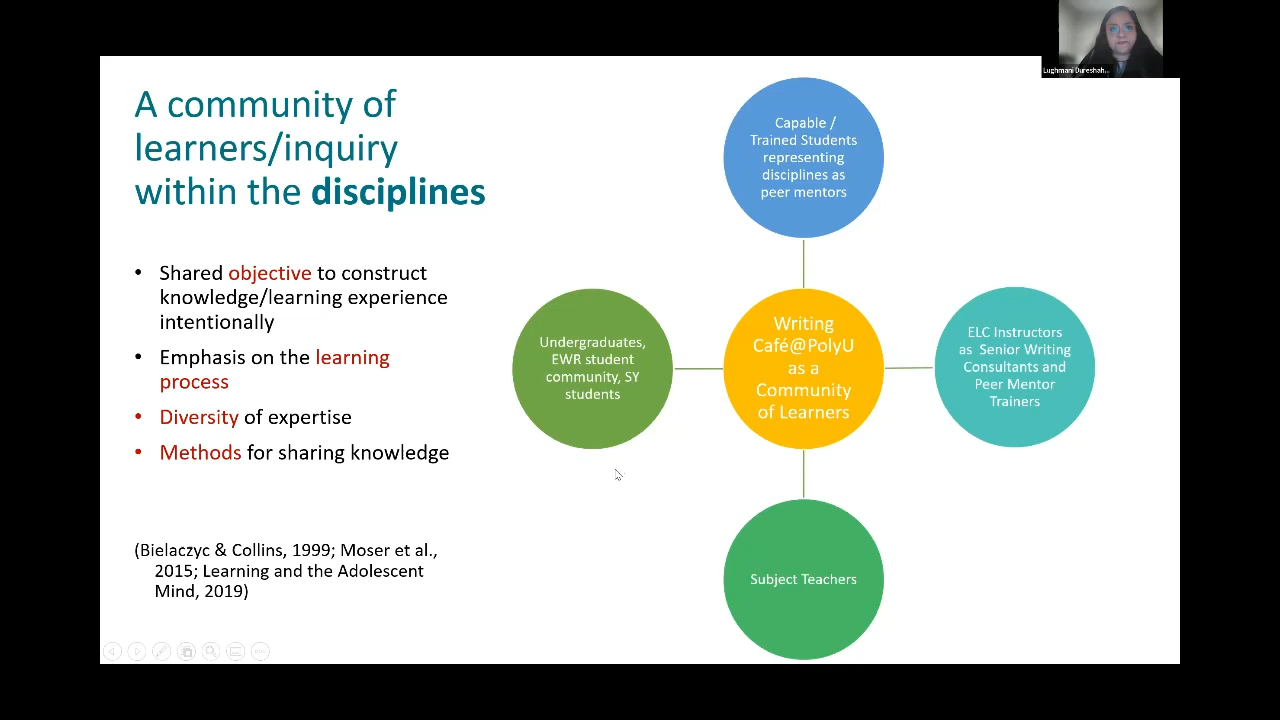 Lughmani Dureshah...
A community of
learners/inquiry
within the disciplines
• Shared objective to construct
knowledge/learning experience
intentionally
• Emphasis on the learning
process
• Diversity of expertise
• Methods for sharing knowledge
(Bielaczyc & Collins, 1999; Moser et al.,
2015; Learning and the Adolescent
Mind, 2019)
Capable /
Trained Students
representing
disciplines as
peer mentors
Undergraduates,
EWR student
community, SY
students
Writing
Café@PolyU
as a
Community
of Learners
ELC Instructors
as Senior Writing
Consultants and
Peer Mentor
Trainers
Subject Teachers